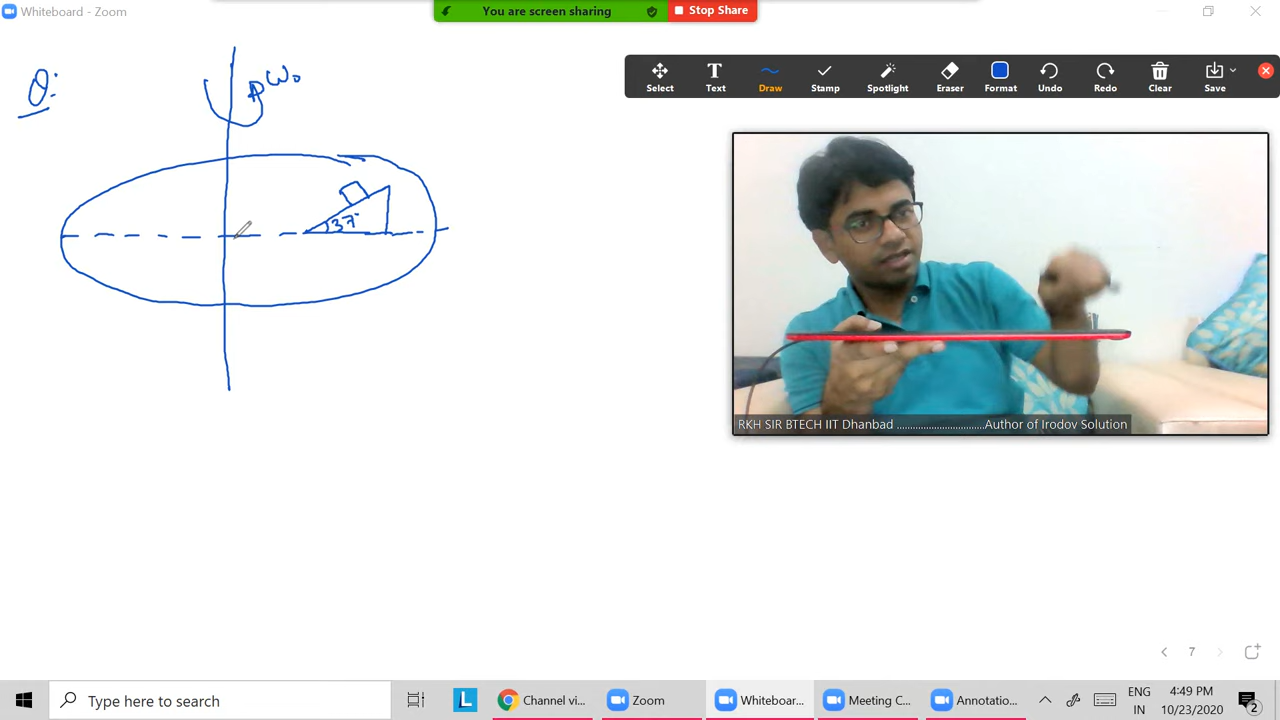 Whiteboard - Zoom
You are screen sharing
Stop Share
Q:
ω₀
37°
Select
Text
Draw
Stamp
Spotlight
Eraser
Format
Undo
Redo
Clear
Save
RKH SIR BTECH IIT Dhanbad ......................Author of Irodov Solution
7
Type here to search
L
Channel vi...
Zoom
Whiteboar...
Meeting C...
Annotatio...
ENG
IN
4:49 PM
10/23/2020
2